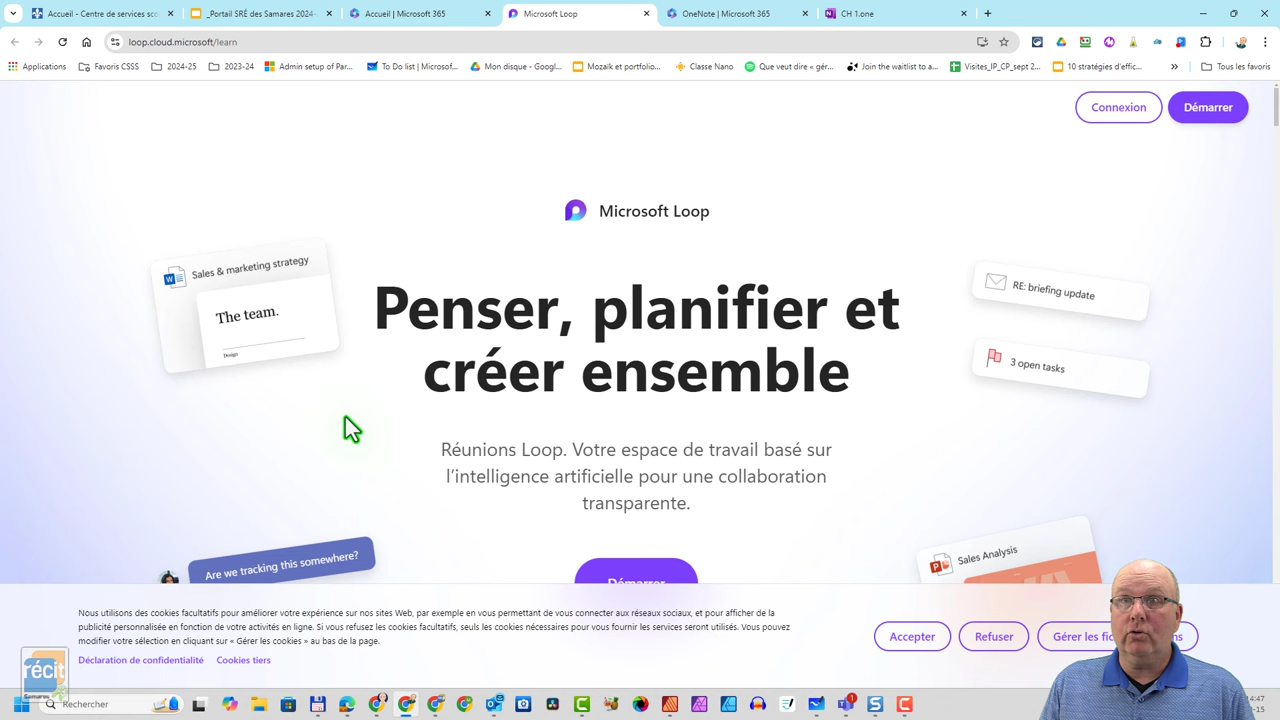 Accueil - Centre de services sco
_Portail SRÉ des Samares 2024-
Accueil | Microsoft 365
Microsoft Loop
OneNote | Microsoft 365
CH 1.one
loop.cloud.microsoft/learn
Applications
Favoris CSSS
2024-25
2023-24
Admin setup of Par...
To Do list | Microsof...
Mon disque - Googl...
Mozaïk et portfolio...
Classe Nano
Que veut dire « gér...
Join the waitlist to a...
Visites_IP_CP_sept 2...
10 stratégies d'effic...
Tous les favoris
Connexion
Démarrer
Microsoft Loop
Sales & marketing strategy
The team.
Design
RE: briefing update
3 open tasks
Penser, planifier et
créer ensemble
Réunions Loop. Votre espace de travail basé sur
l'intelligence artificielle pour une collaboration
transparente.
Are we tracking this somewhere?
Sales Analysis
Démarrer
Nous utilisons des cookies facultatifs pour améliorer votre expérience sur nos sites Web, par exemple en vous permettant de vous connecter aux réseaux sociaux, et pour afficher de la
publicité personnalisée en fonction de votre activités en ligne. Si vous refusez les cookies facultatifs, seuls les cookies nécessaires pour vous fournir les services seront utilisés. Vous pouvez
modifier votre sélection en cliquant sur « Gérer les cookies » au bas de la page.
Déclaration de confidentialité
Cookies tiers
Accepter
Refuser
Gérer les
récit
Samares
Rechercher
14:47